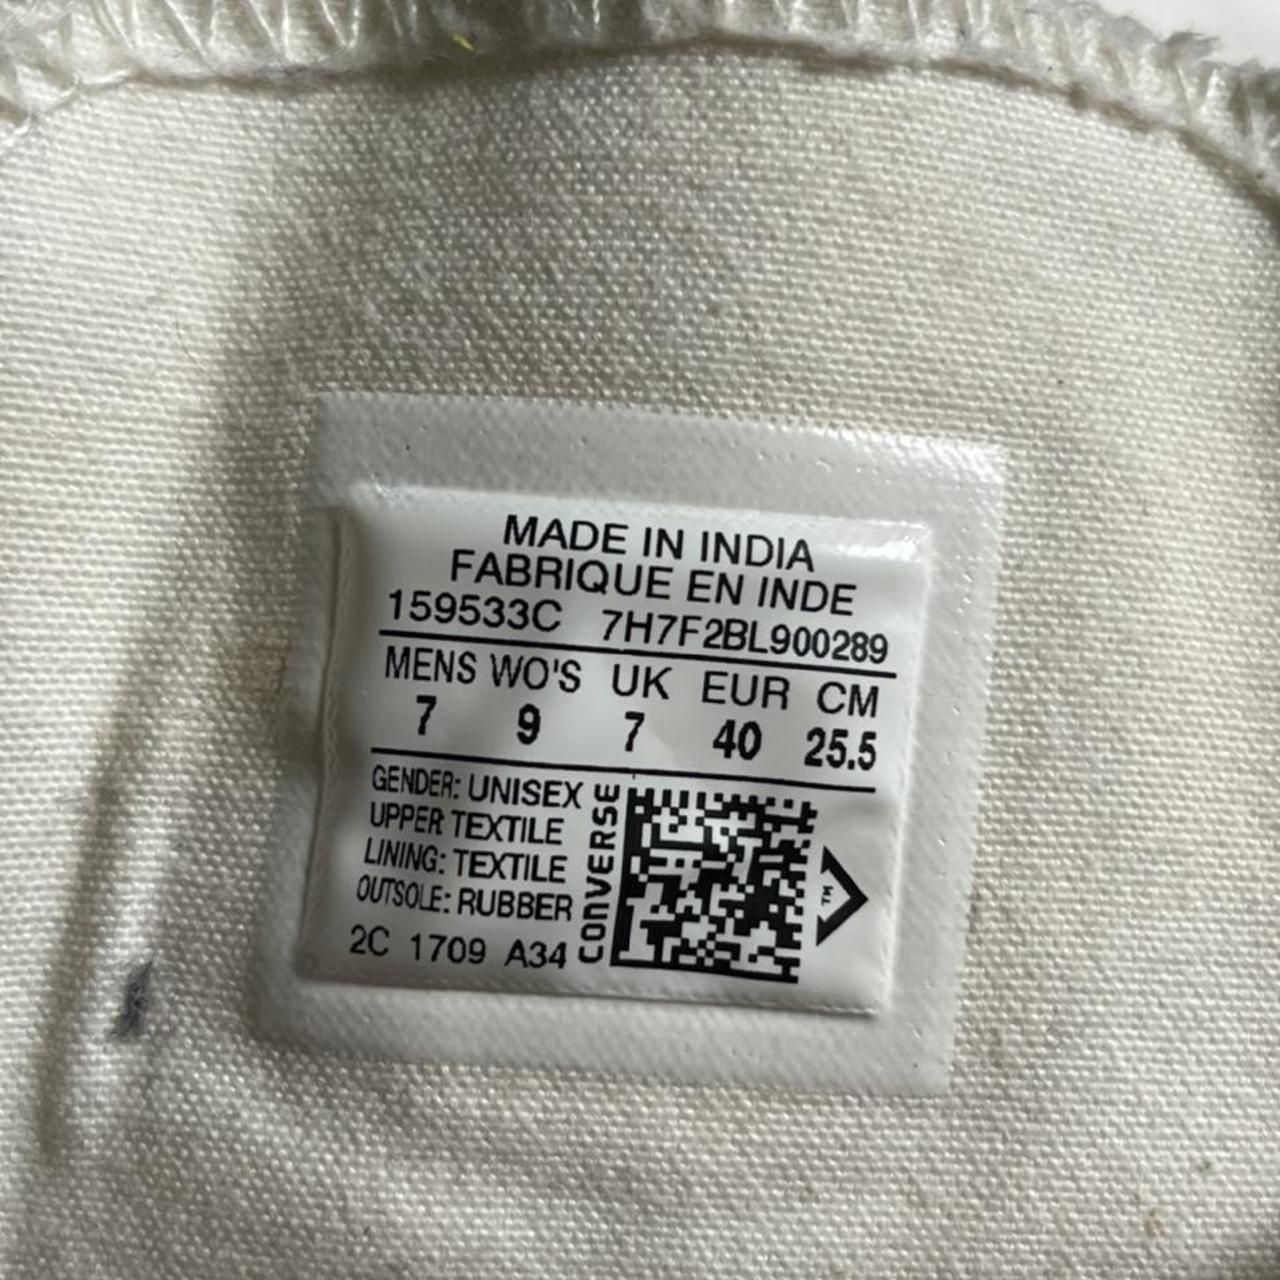 MADE IN INDIA
FABRIQUE EN INDE
159533C 7H7F2BL900289
MENS WO'S UK EUR CM
7 9 7 40 25.5
GENDER: UNISEX
UPPER TEXTILE
LINING: TEXTILE
OUTSOLE: RUBBER
2C 1709 A34
CONVERSE
TM